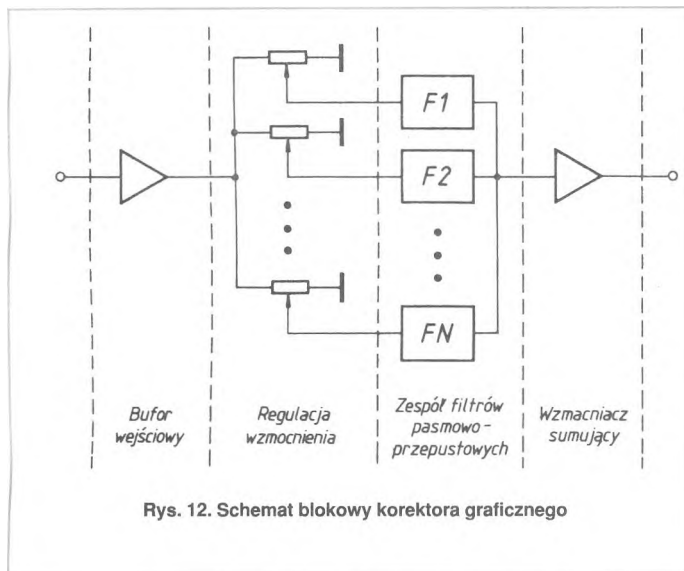 F1
F2
FN
Bufor
wejściowy
Regulacja
wzmocnienia
Zespół filtrów
pasmowo-
przepustowych
Wzmacniacz
sumujący
Rys. 12. Schemat blokowy korektora graficznego